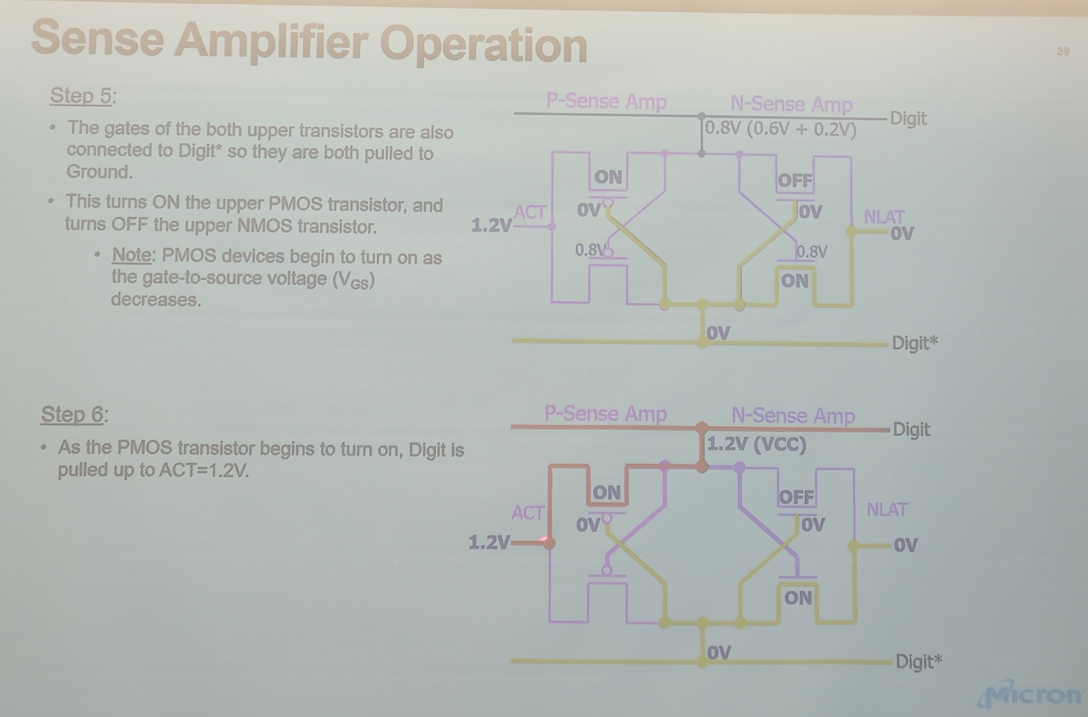 Sense Amplifier Operation
39
Step 5:
• The gates of the both upper transistors are also
connected to Digit* so they are both pulled to
Ground.
• This turns ON the upper PMOS transistor, and
turns OFF the upper NMOS transistor.
• Note: PMOS devices begin to turn on as
the gate-to-source voltage (VGS)
decreases.
P-Sense Amp
N-Sense Amp
Digit
0.8V (0.6V + 0.2V)
ON
OFF
0V
0V
ACT
1.2V
NLAT
0V
0.8V
0.8V
ON
0V
Digit*
Step 6:
• As the PMOS transistor begins to turn on, Digit is
pulled up to ACT=1.2V.
P-Sense Amp
N-Sense Amp
Digit
1.2V (VCC)
ON
OFF
ACT
0V
0V
NLAT
1.2V
0V
ON
0V
Digit*
Micron